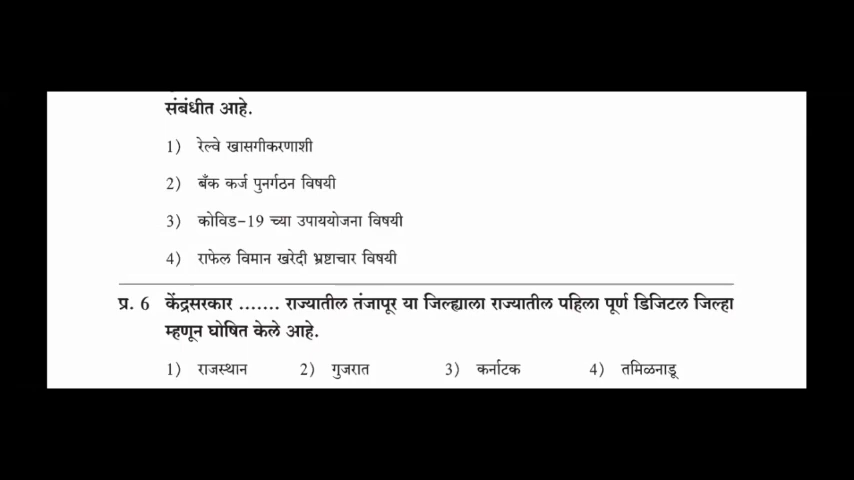 संबंधीत आहे.
1) रेल्वे खासगीकरणाशी
2) बँक कर्ज पुनर्गठन विषयी
3) कोविड-19 च्या उपाययोजना विषयी
4) राफेल विमान खरेदी भ्रष्टाचार विषयी
प्र. 6 केंद्रसरकार ....... राज्यातील तंजापूर या जिल्ह्याला राज्यातील पहिला पूर्ण डिजिटल जिल्हा
म्हणून घोषित केले आहे.
1) राजस्थान 2) गुजरात 3) कर्नाटक 4) तमिळनाडू